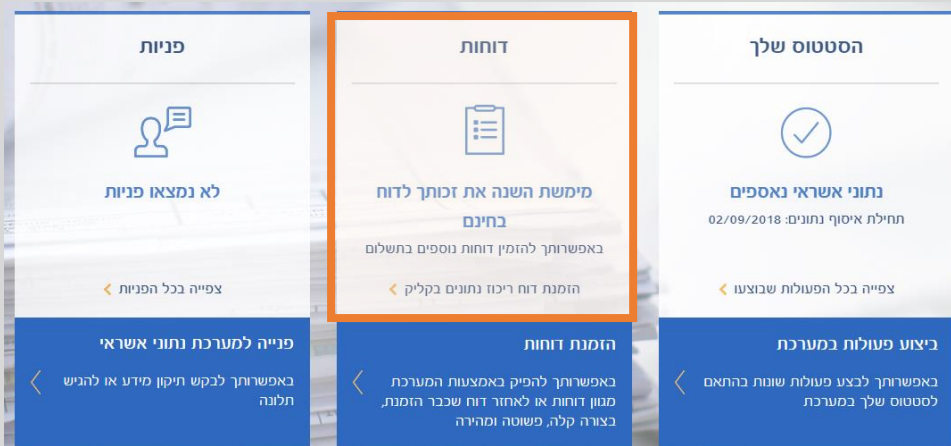 הסטטוס שלך
נתוני אשראי נאספים
תחילת איסוף נתונים: 02/09/2018
צפייה בכל הפעולות שבוצעו
ביצוע פעולות במערכת
באפשרותך לבצע פעולות שונות בהתאם
לסטטוס שלך במערכת
דוחות
מימשת השנה את זכותך לדוח
בחינם
באפשרותך להזמין דוחות נוספים בתשלום
הזמנת דוח ריכוז נתונים בקליק
הזמנת דוחות
באפשרותך להפיק באמצעות המערכת
מגוון דוחות או לאחזר דוח שכבר הזמנת,
בצורה קלה, פשוטה ומהירה
פניות
לא נמצאו פניות
צפייה בכל הפניות
פנייה למערכת נתוני אשראי
באפשרותך לבקש תיקון מידע או להגיש
תלונה